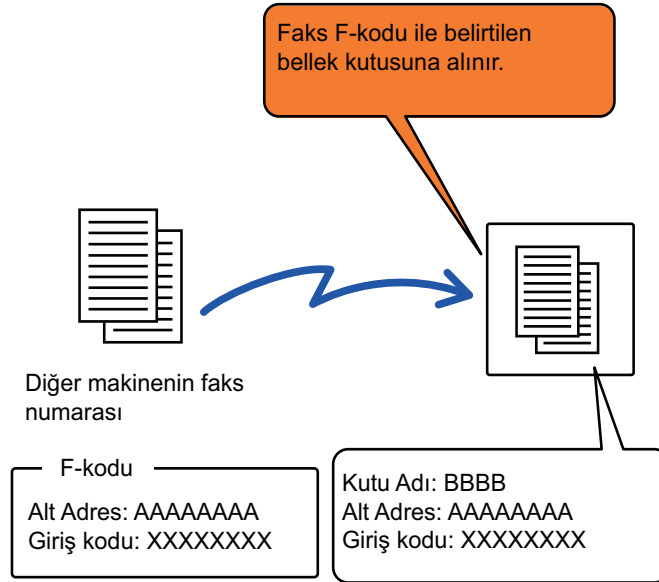 Faks F-kodu ile belirtilen
bellek kutusuna alınır.
Diğer makinenin faks
numarası
F-kodu
Alt Adres: AAAAAAAA
Giriş kodu: XXXXXXXX
Kutu Adı: BBBB
Alt Adres: AAAAAAAA
Giriş kodu: XXXXXXXX